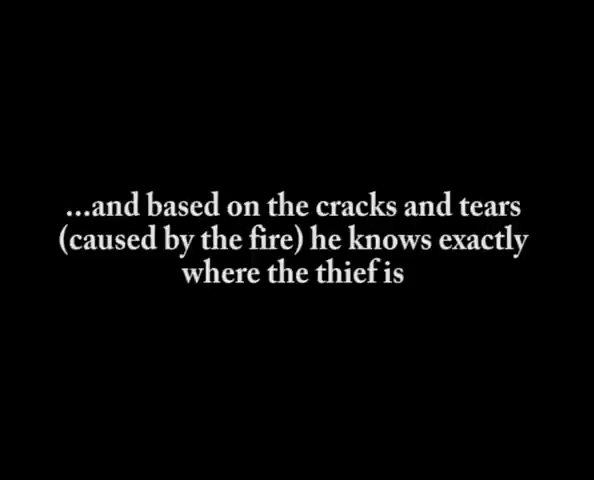 ...and based on the cracks and tears
(caused by the fire) he knows exactly
where the thief is